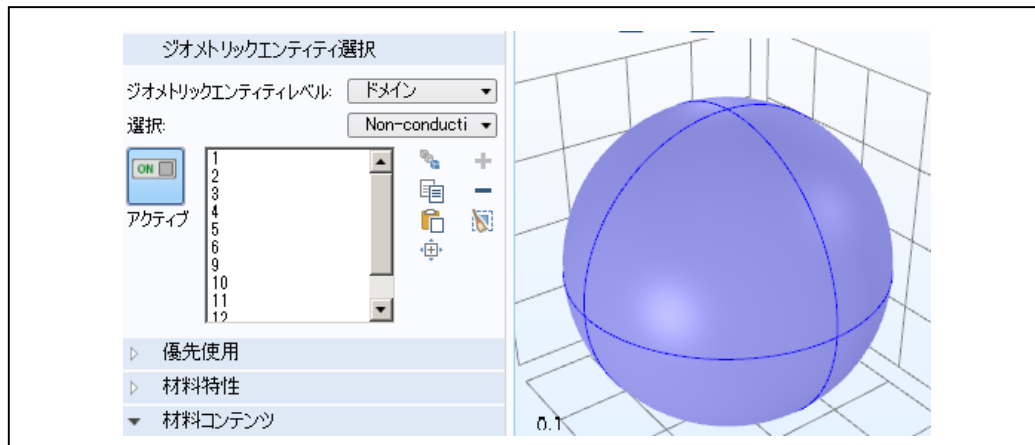 ジオメトリックエンティティ選択
ジオメトリックエンティティレベル: ドメイン
選択: Non-conducti
ON
アクティブ
1
2
3
4
5
6
9
10
11
12
優先使用
材料特性
材料コンテンツ
0.1